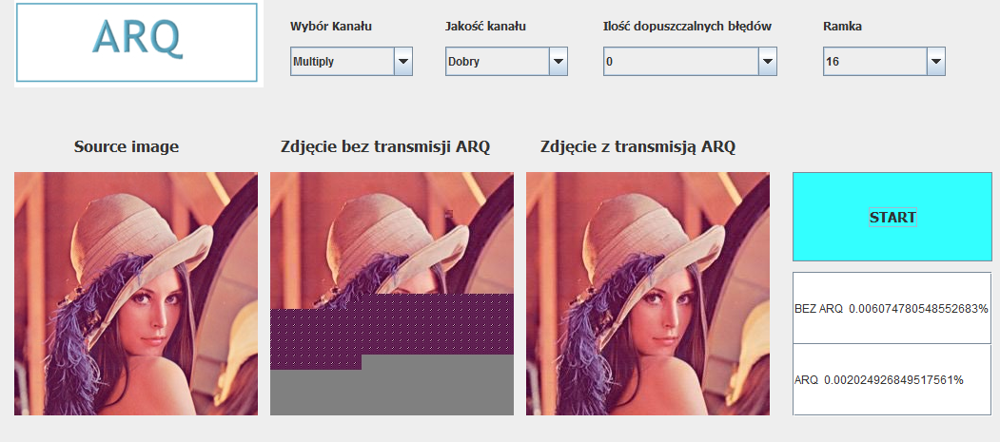 ARQ
Wybór Kanału
Jakość kanału
Ilość dopuszczalnych błędów
Ramka
Multiply
Dobry
0
16
Source image
Zdjęcie bez transmisji ARQ
Zdjęcie z transmisją ARQ
START
BEZ ARQ 0.006074780548552683%
ARQ 0.002024926849517561%